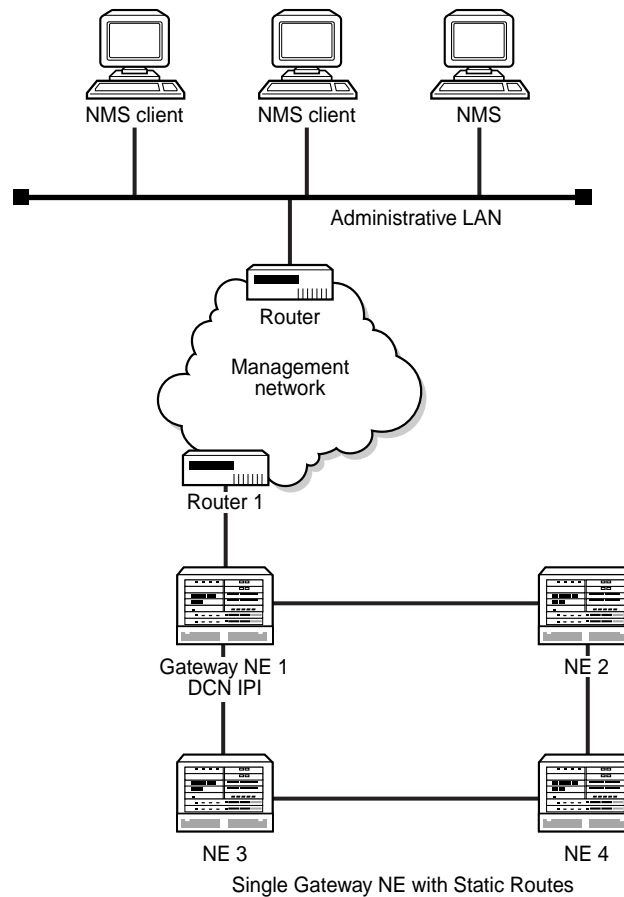 NMS client
NMS client
NMS
Administrative LAN
Router
Management
network
Router 1
Gateway NE 1
DCN IPI
NE 2
NE 3
NE 4
Single Gateway NE with Static Routes